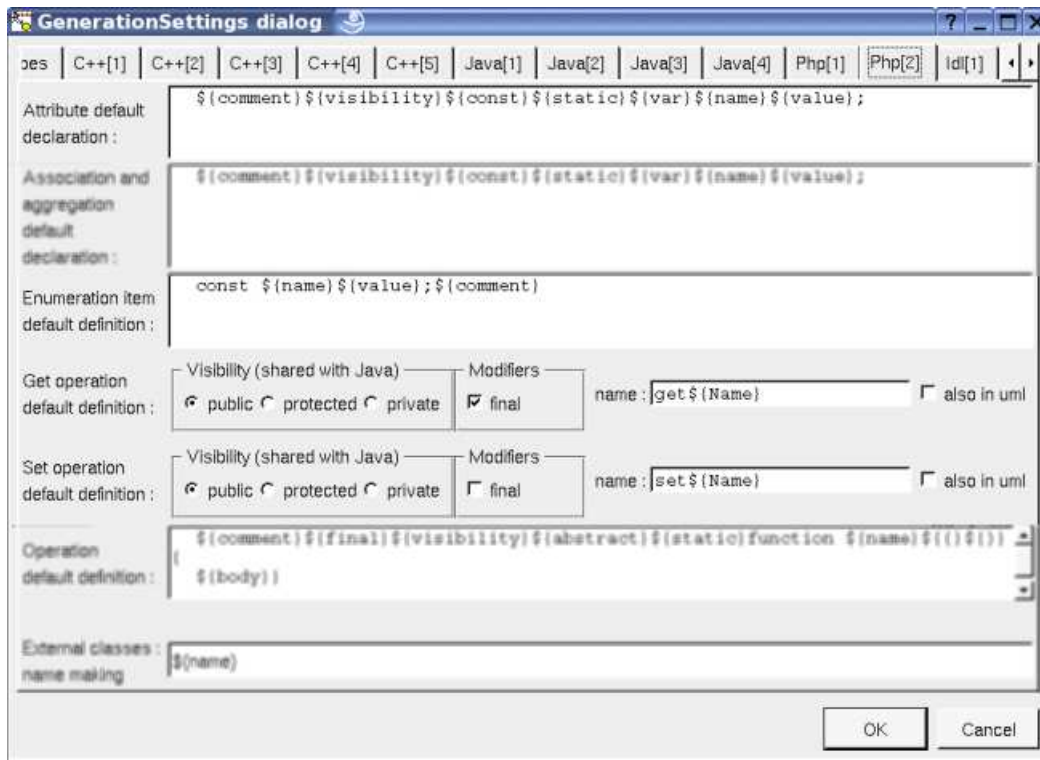 GenerationSettings dialog
pes C++[1] C++[2] C++[3] C++[4] C++[5] Java[1] Java[2] Java[3] Java[4] Php[1] Php[2] Idl[1]
Attribute default
declaration :
${comment}${visibility}${const}${static}${var}${name}${value};
Association and
aggregation
default
declaration :
${comment}${visibility}${const}${static}${var}${name}${value};
Enumeration item
default definition :
const ${name}${value};${comment}
Get operation
default definition :
Visibility (shared with Java)
public protected private
Modifiers
final
name : get${Name}
also in uml
Set operation
default definition :
Visibility (shared with Java)
public protected private
Modifiers
final
name : set${Name}
also in uml
Operation
default definition :
${comment}${final}${visibility}${abstract}${static}function ${name}${(}${)}
{
${body}}
External classes :
name making
${name}
OK Cancel